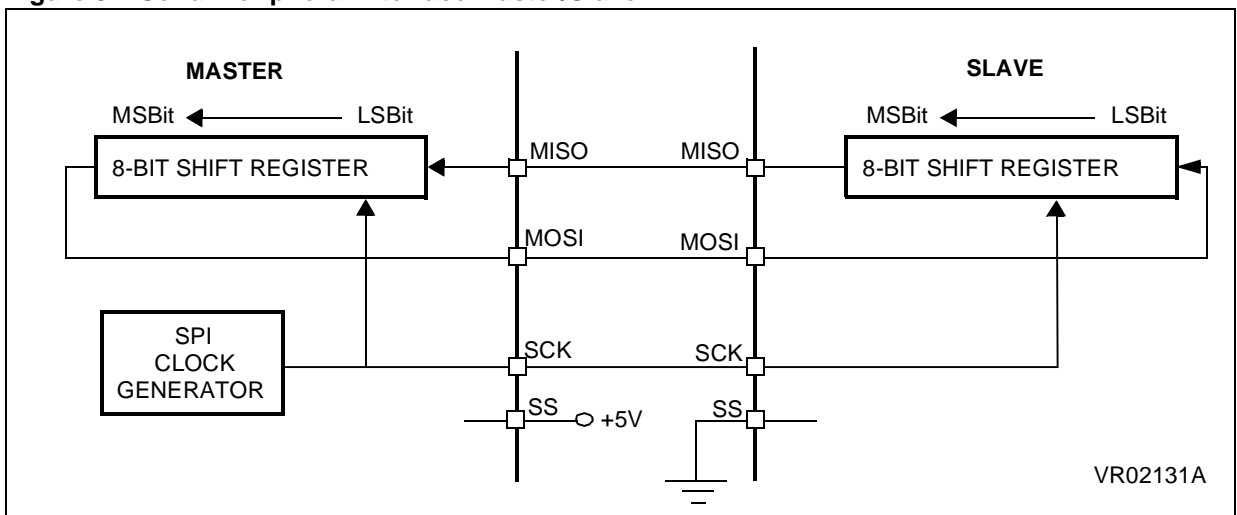 MASTER
SLAVE
MSBit LSBit
MSBit LSBit
8-BIT SHIFT REGISTER
MISO MISO
8-BIT SHIFT REGISTER
MOSI MOSI
SPI
CLOCK
GENERATOR
SCK SCK
SS +5V
SS
VR02131A